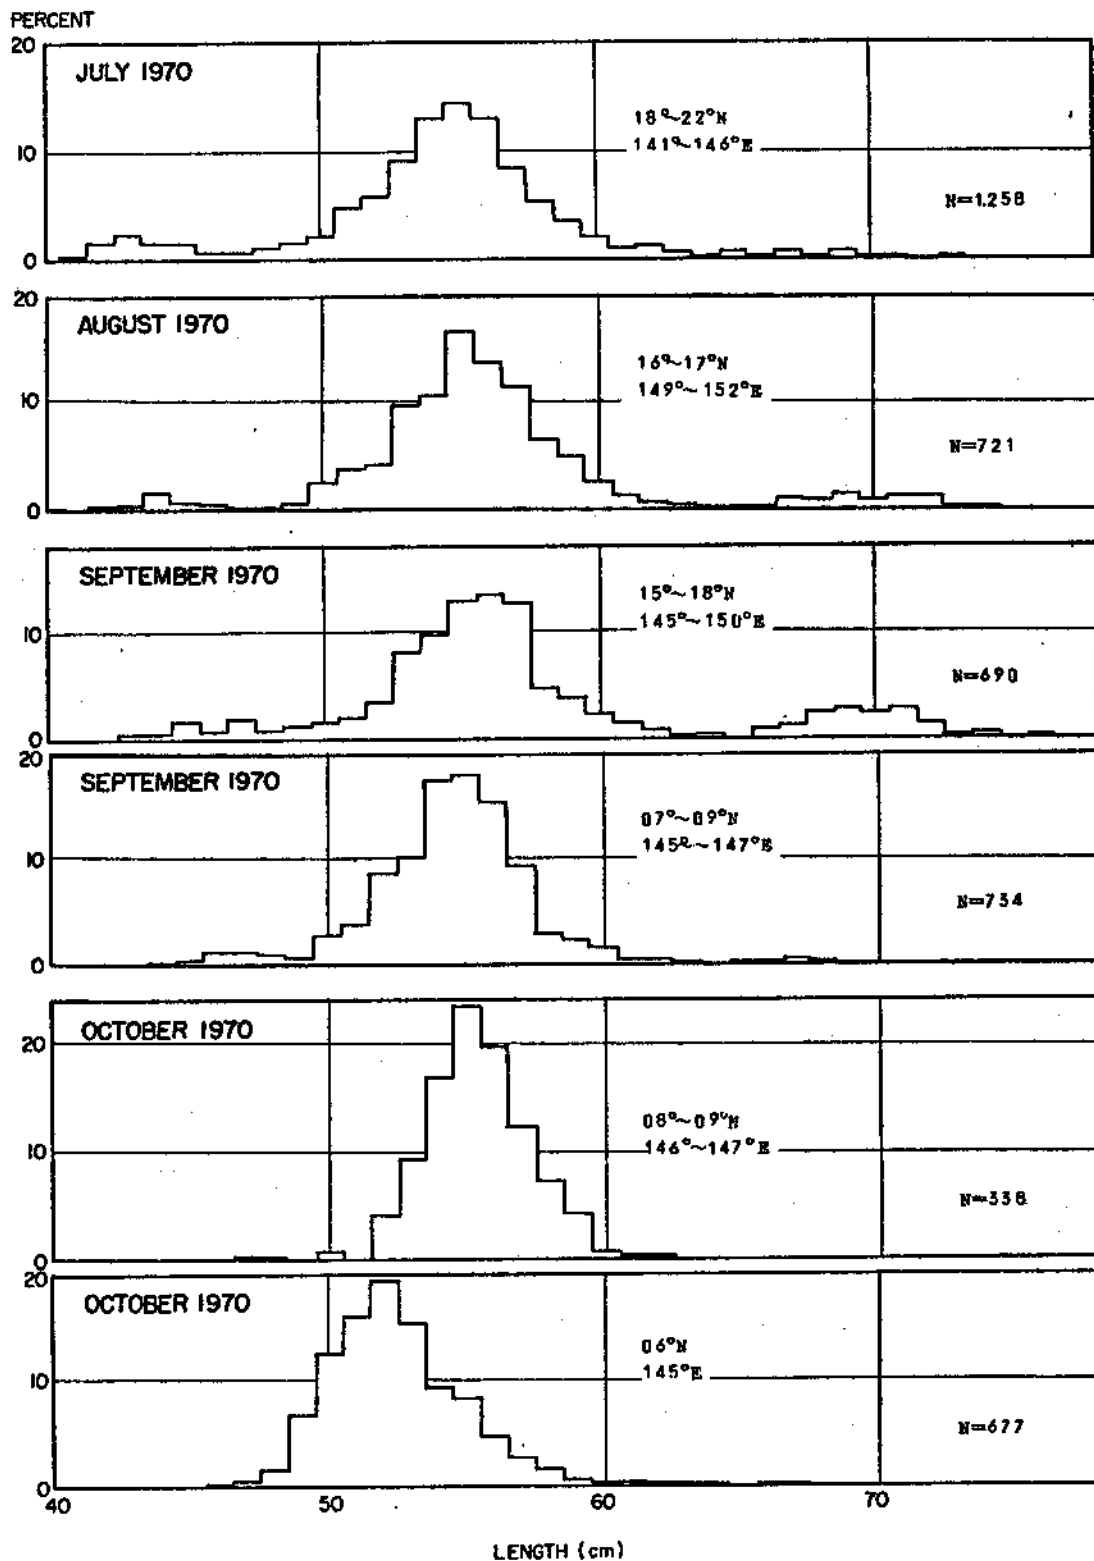 PERCENT
20
JULY 1970
18°~22°N
141°~146°E
10
N=1.258
0
20
AUGUST 1970
16°~17°N
149°~152°E
10
N=721
0
SEPTEMBER 1970
15°~18°N
145°~150°E
10
N=690
0
20
SEPTEMBER 1970
07°~09°N
145°~147°E
10
N=734
0
OCTOBER 1970
20
08°~09°N
146°~147°E
10
N=338
0
20
OCTOBER 1970
06°N
145°E
10
N=677
0
40 50 60 70
LENGTH (cm)